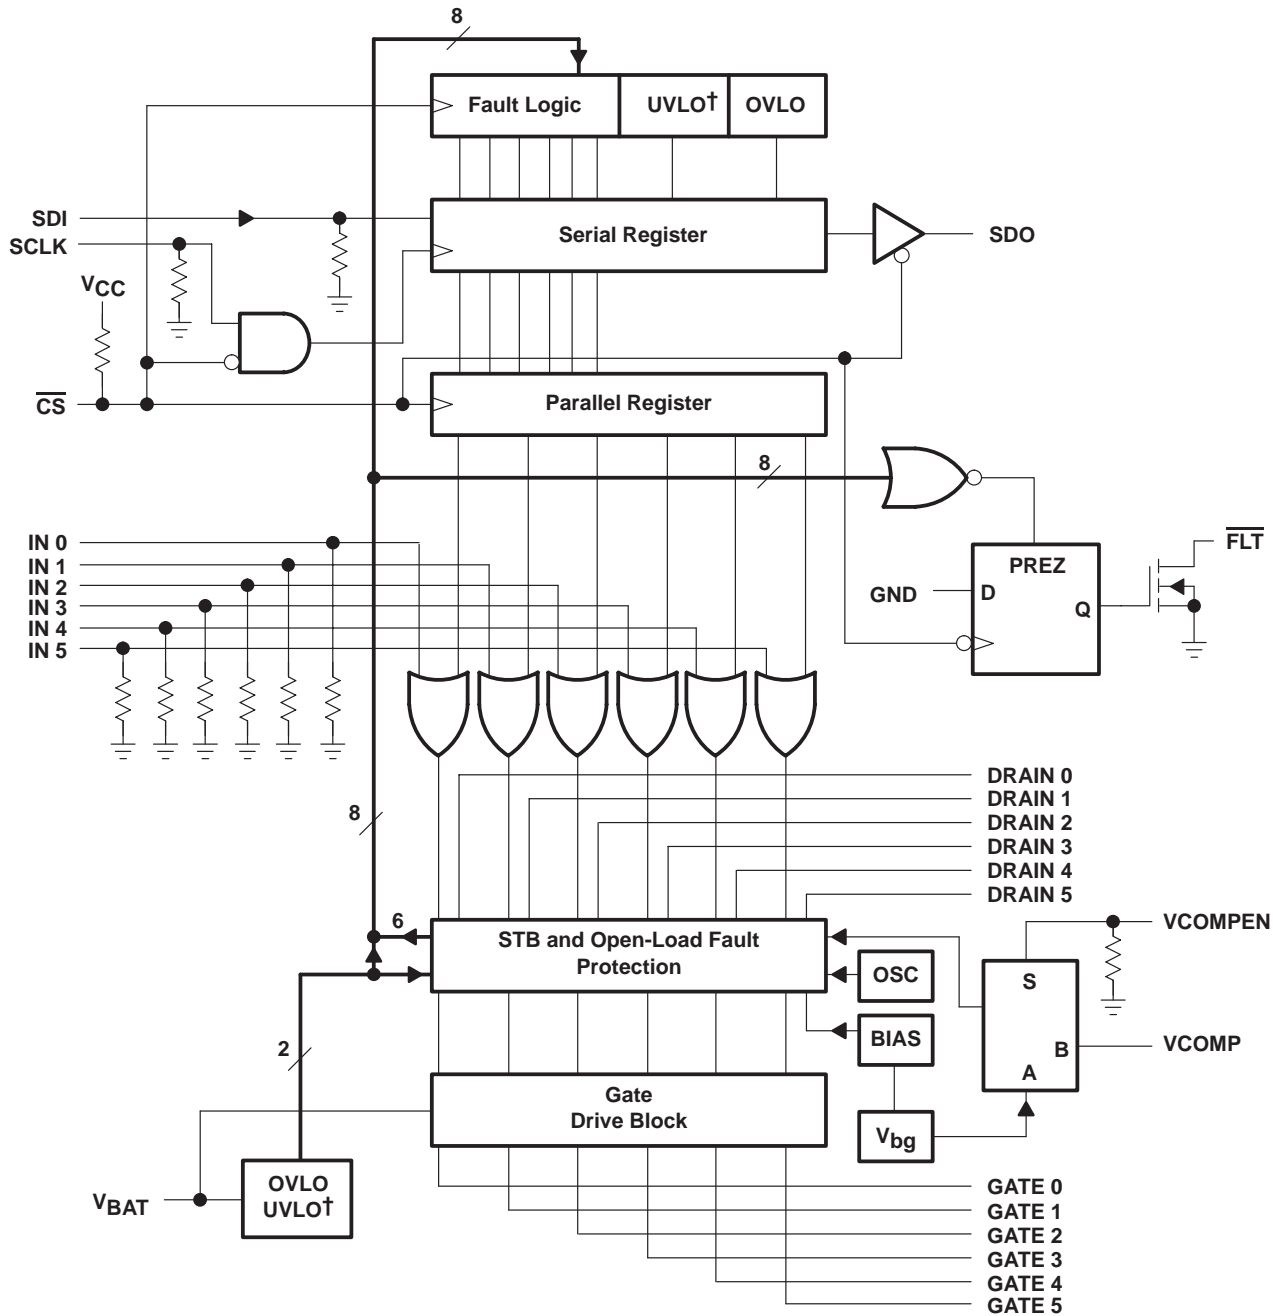 8
Fault Logic
UVLO†
OVLO
SDI
Serial Register
SDO
SCLK
VCC
CS
Parallel Register
8
IN 0
IN 1
IN 2
IN 3
IN 4
IN 5
FLT
PREZ
GND
D
Q
DRAIN 0
DRAIN 1
DRAIN 2
DRAIN 3
DRAIN 4
DRAIN 5
8
6
STB and Open-Load Fault
Protection
VCOMPEN
OSC
S
BIAS
B
VCOMP
A
2
Gate
Drive Block
Vbg
VBAT
OVLO
UVLO†
GATE 0
GATE 1
GATE 2
GATE 3
GATE 4
GATE 5